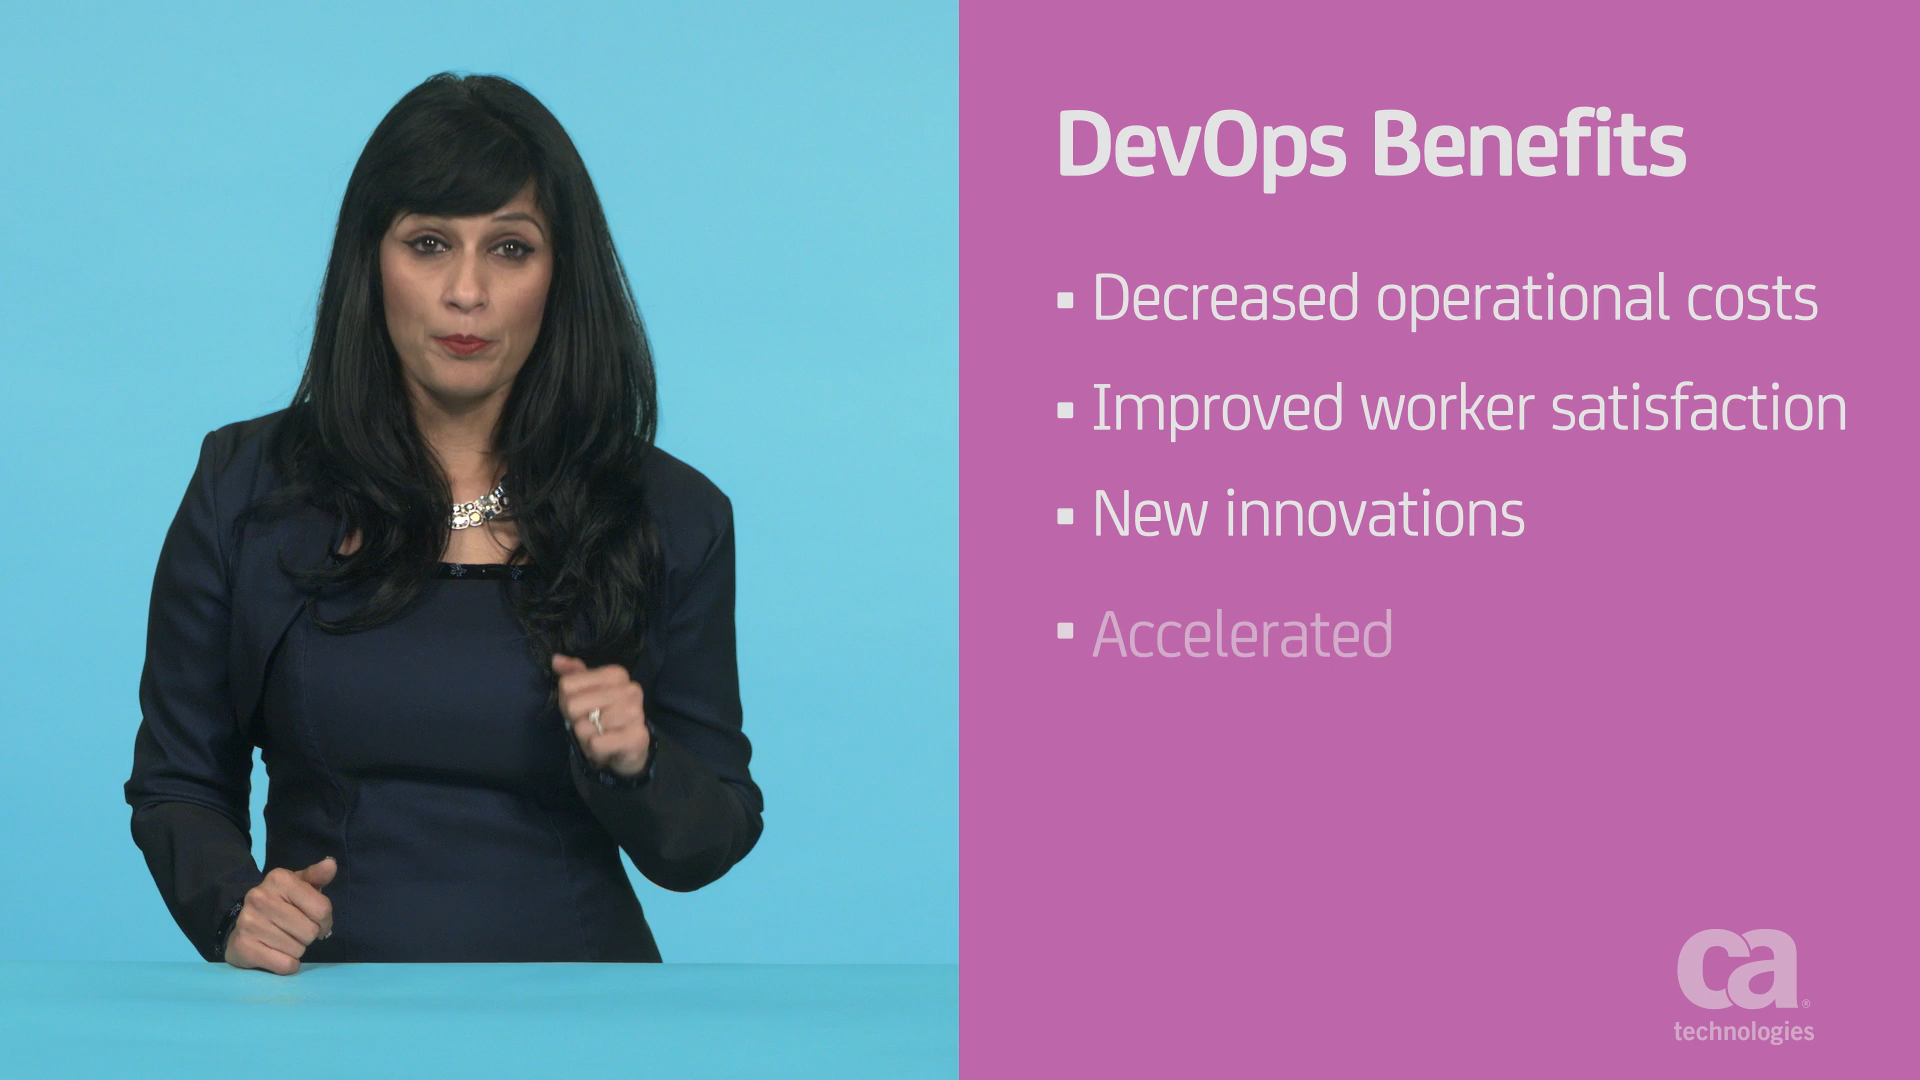 DevOps Benefits
▪ Decreased operational costs
▪ Improved worker satisfaction
▪ New innovations
▪ Accelerated
ca®
technologies